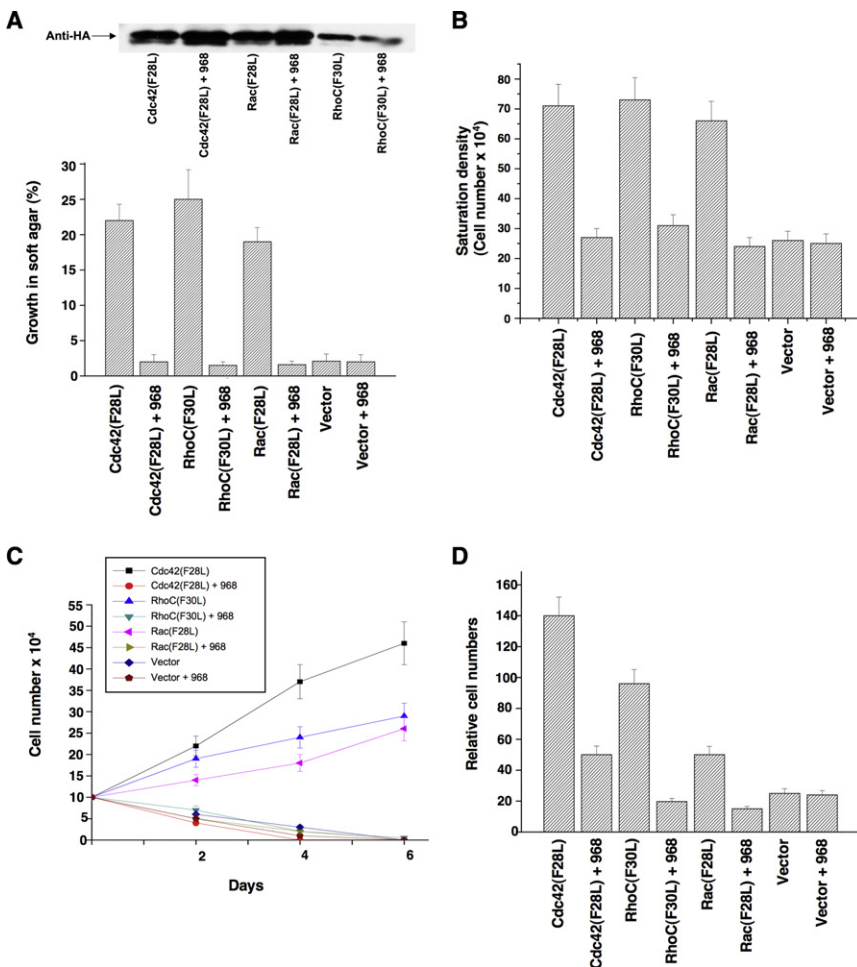 A
Anti-HA
Cdc42(F28L)
Cdc42(F28L) + 968
Rac(F28L)
Rac(F28L) + 968
RhoC(F30L)
RhoC(F30L) + 968
Growth in soft agar (%)
30
25
20
15
10
5
0
Cdc42(F28L)
Cdc42(F28L) + 968
RhoC(F30L)
RhoC(F30L) + 968
Rac(F28L)
Rac(F28L) + 968
Vector
Vector + 968
B
Saturation density
(Cell number x 10⁴)
80
70
60
50
40
30
20
10
0
Cdc42(F28L)
Cdc42(F28L) + 968
RhoC(F30L)
RhoC(F30L) + 968
Rac(F28L)
Rac(F28L) + 968
Vector
Vector + 968
C
Cdc42(F28L)
Cdc42(F28L) + 968
RhoC(F30L)
RhoC(F30L) + 968
Rac(F28L)
Rac(F28L) + 968
Vector
Vector + 968
Cell number x 10⁴
55
50
45
40
35
30
25
20
15
10
5
0
2
4
6
Days
D
Relative cell numbers
160
140
120
100
80
60
40
20
0
Cdc42(F28L)
Cdc42(F28L) + 968
RhoC(F30L)
RhoC(F30L) + 968
Rac(F28L)
Rac(F28L) + 968
Vector
Vector + 968